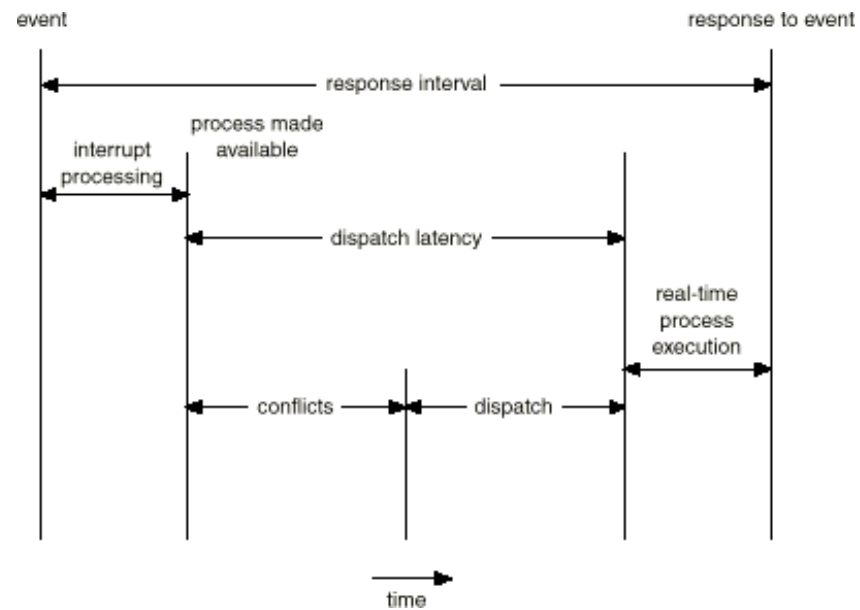 event
response to event
response interval
process made
available
interrupt
processing
dispatch latency
real-time
process
execution
conflicts
dispatch
time